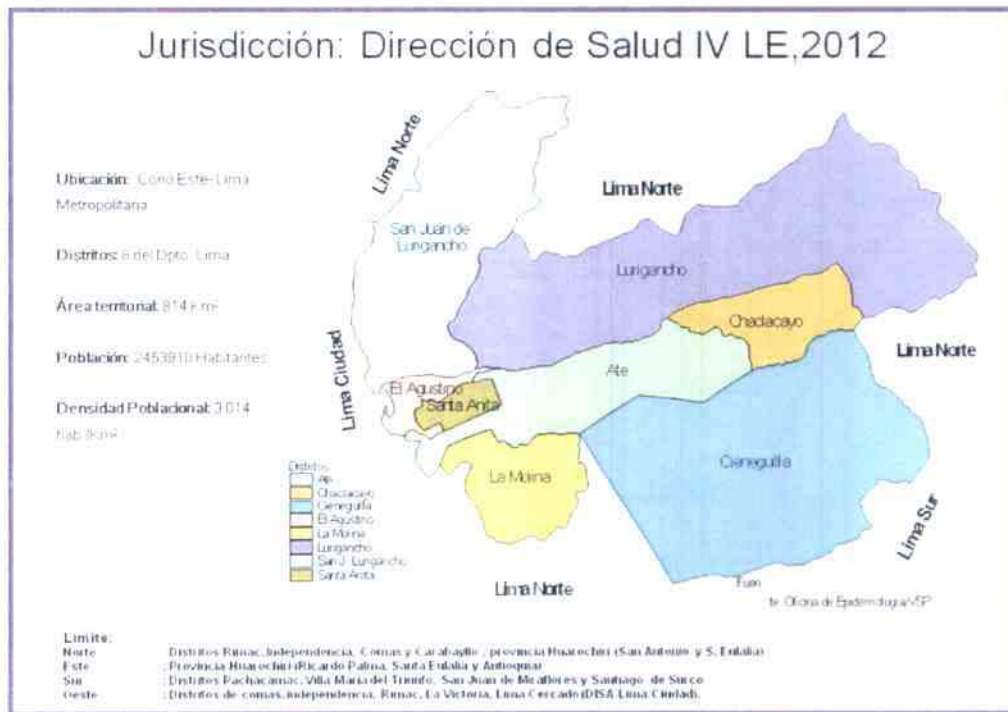 Jurisdicción: Dirección de Salud IV LE,2012
Ubicación: Cono Este-Lima
Metropolitana
Distritos: 8 del Dpto. Lima
Área territorial: 814 Km²
Población: 2453910 Habitantes
Densidad Poblacional: 3 014
hab./km²
Lima Norte
Lima Norte
San Juan de
Lurigancho
Lurigancho
Chaclacayo
Lima Norte
Lima Ciudad
Ate
El Agustino
Santa Anita
La Molina
Cieneguilla
Lima Sur
Lima Norte
Distritos
Ate
Chaclacayo
Cieneguilla
El Agustino
La Molina
Lurigancho
San J. Lurigancho
Santa Anita
Fuen
te: Oficina de Epidemiología/VSP
Limite:
Norte : Distritos Rimac, Independencia, Comas y Carabayllo , provincia Huarochiri (San Antonio y S. Eulalia)
Este : Provincia Huarochiri (Ricardo Palma, Santa Eulalia y Antioquia)
Sur : Distritos Pachacamac, Villa María del Triunfo, San Juan de Miraflores y Santiago de Surco
Oeste : Distritos de comas, independencia, Rimac, La Victoria, Lima Cercado (DISA Lima Ciudad).